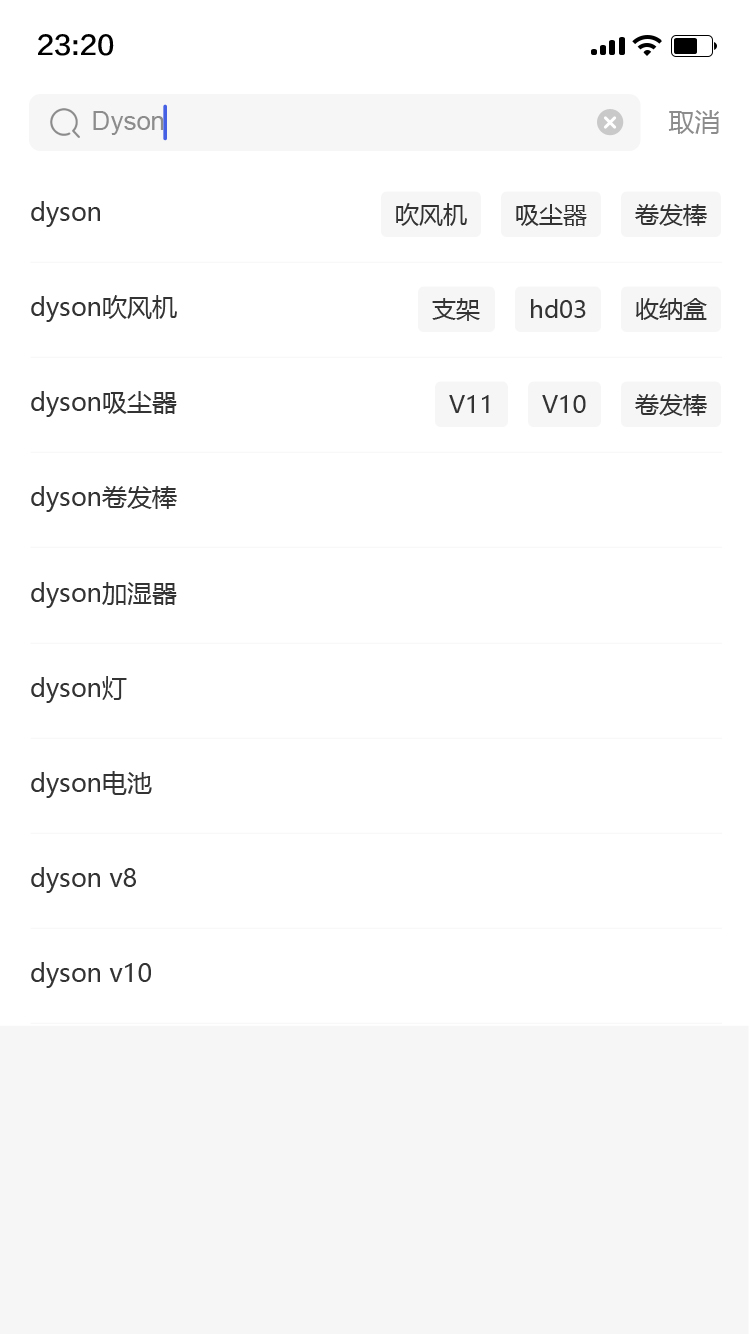 23:20
Dyson 取消
dyson 吹风机 吸尘器 卷发棒
dyson吹风机 支架 hd03 收纳盒
dyson吸尘器 V11 V10 卷发棒
dyson卷发棒
dyson加湿器
dyson灯
dyson电池
dyson v8
dyson v10